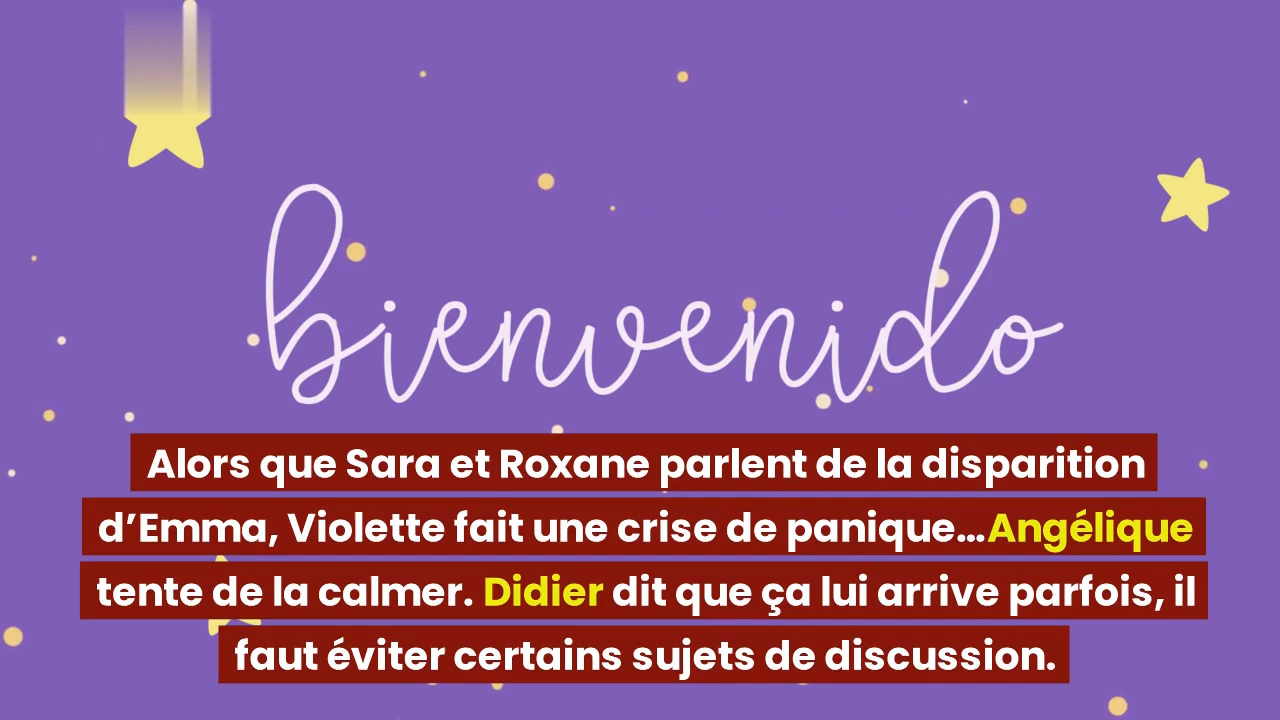 bienvenido
Alors que Sara et Roxane parlent de la disparition
d’Emma, Violette fait une crise de panique...Angélique
tente de la calmer. Didier dit que ça lui arrive parfois, il
faut éviter certains sujets de discussion.